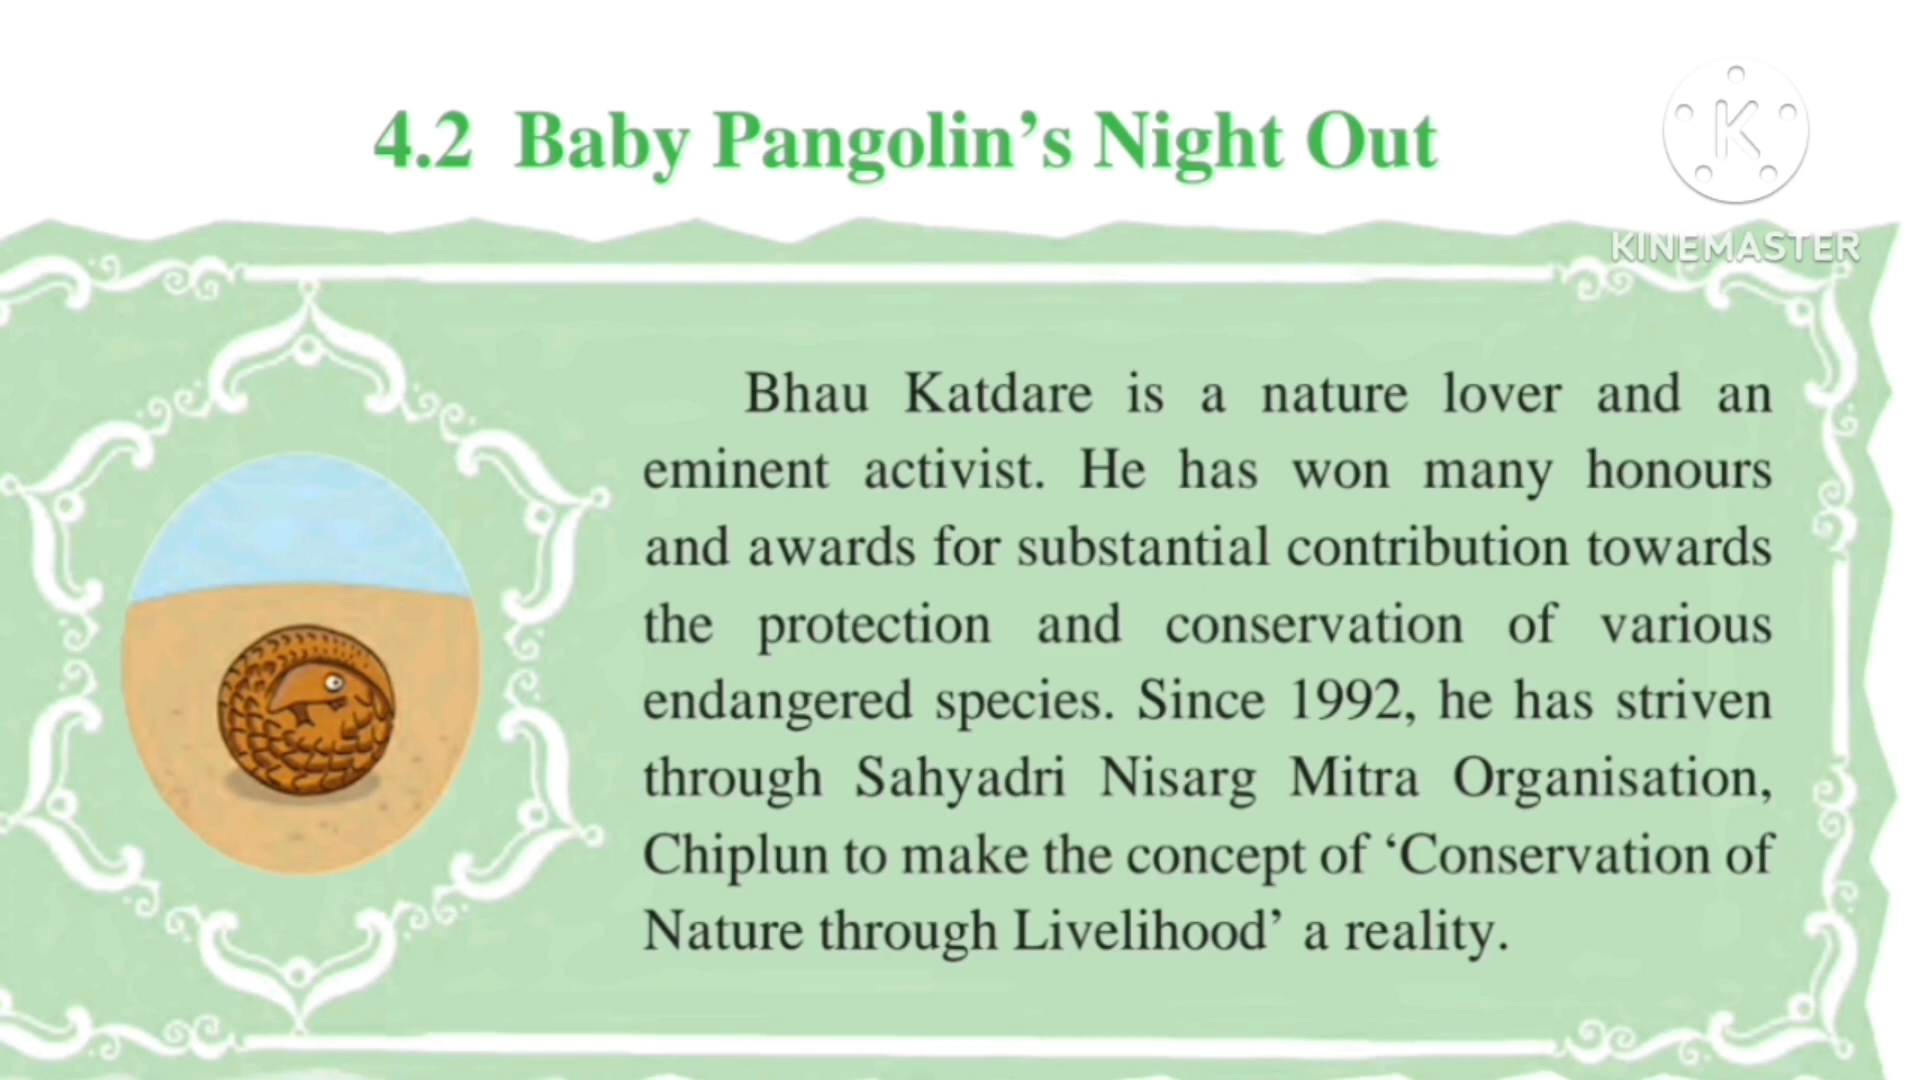 4.2 Baby Pangolin’s Night Out
K
KINEMASTER
Bhau Katdare is a nature lover and an
eminent activist. He has won many honours
and awards for substantial contribution towards
the protection and conservation of various
endangered species. Since 1992, he has striven
through Sahyadri Nisarg Mitra Organisation,
Chiplun to make the concept of ‘Conservation of
Nature through Livelihood’ a reality.